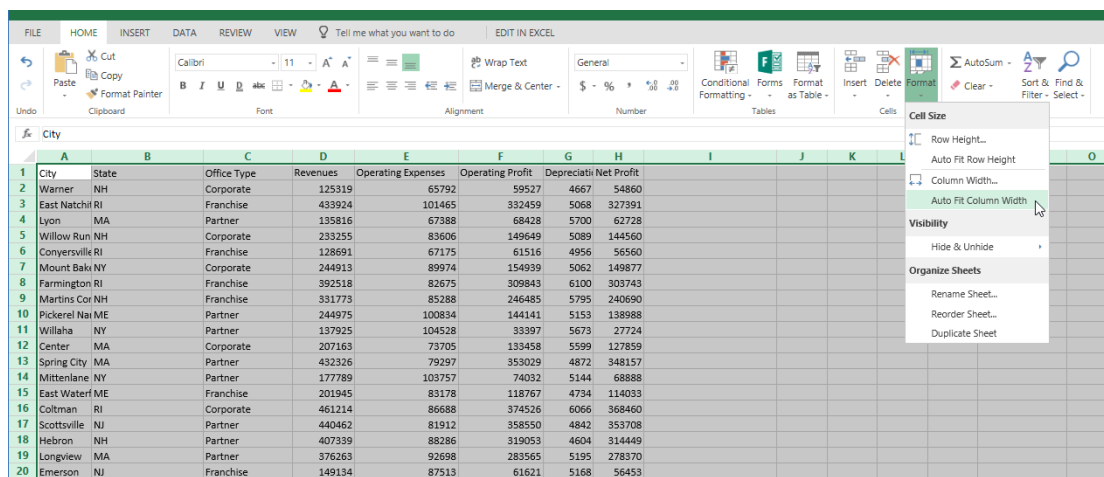 FILE HOME INSERT DATA REVIEW VIEW Tell me what you want to do EDIT IN EXCEL
Cut
Copy
Format Painter
Paste
Calibri 11 A A
B I U D abc A
Wrap Text
Merge & Center
General
$ % , .00 .00
Conditional Formatting
Forms
Format as Table
Insert Delete Format
AutoSum
Clear
Sort & Filter
Find & Select
Undo Clipboard Font Alignment Number Tables Cells
fx City
A B C D E F G H I J K L O
1 City State Office Type Revenues Operating Expenses Operating Profit Depreciati Net Profit
2 Warner NH Corporate 125319 65792 59527 4667 54860
3 East Natchit RI Franchise 433924 101465 332459 5068 327391
4 Lyon MA Partner 135816 67388 68428 5700 62728
5 Willow Run NH Corporate 233255 83606 149649 5089 144560
6 Conyersville RI Franchise 128691 67175 61516 4956 56560
7 Mount Bake NY Corporate 244913 89974 154939 5062 149877
8 Farmington RI Franchise 392518 82675 309843 6100 303743
9 Martins Cor NH Franchise 331773 85288 246485 5795 240690
10 Pickerel Nar ME Partner 244975 100834 144141 5153 138988
11 Willaha NY Partner 137925 104528 33397 5673 27724
12 Center MA Corporate 207163 73705 133458 5599 127859
13 Spring City MA Partner 432326 79297 353029 4872 348157
14 Mittenlane NY Partner 177789 103757 74032 5144 68888
15 East Waterf ME Franchise 201945 83178 118767 4734 114033
16 Coltman RI Corporate 461214 86688 374526 6066 368460
17 Scottsville NJ Partner 440462 81912 358550 4842 353708
18 Hebron NH Partner 407339 88286 319053 4604 314449
19 Longview MA Partner 376263 92698 283565 5195 278370
20 Emerson NJ Franchise 149134 87513 61621 5168 56453
Cell Size
Row Height...
Auto Fit Row Height
Column Width...
Auto Fit Column Width
Visibility
Hide & Unhide
Organize Sheets
Rename Sheet...
Reorder Sheet...
Duplicate Sheet